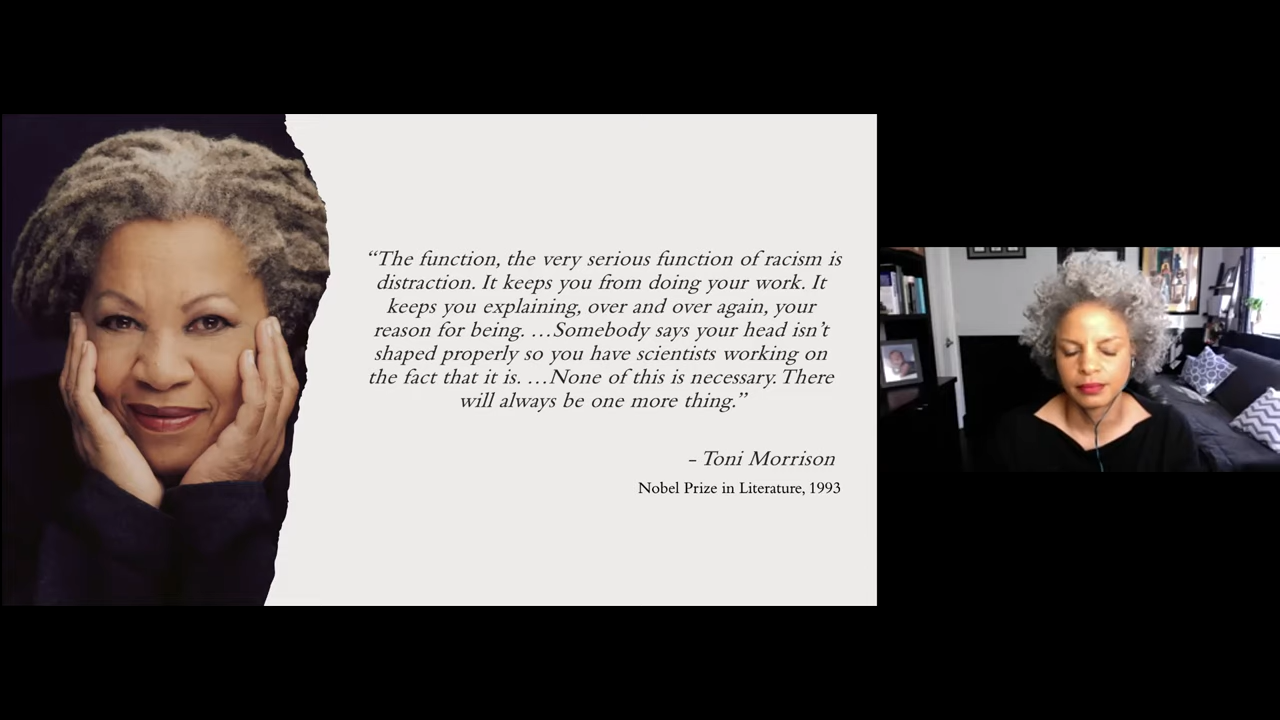 “The function, the very serious function of racism is
distraction. It keeps you from doing your work. It
keeps you explaining, over and over again, your
reason for being. …Somebody says your head isn’t
shaped properly so you have scientists working on
the fact that it is. …None of this is necessary. There
will always be one more thing.”
– Toni Morrison
Nobel Prize in Literature, 1993